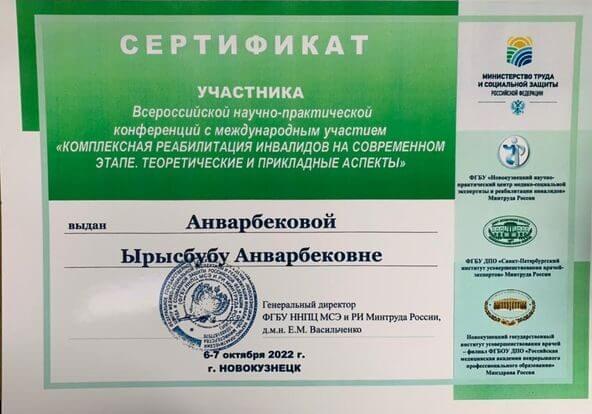 СЕРТИФИКАТ
УЧАСТНИКА
Всероссийской научно-практической
конференций с международным участием
«КОМПЛЕКСНАЯ РЕАБИЛИТАЦИЯ ИНВАЛИДОВ НА СОВРЕМЕННОМ
ЭТАПЕ. ТЕОРЕТИЧЕСКИЕ И ПРИКЛАДНЫЕ АСПЕКТЫ»
выдан Анварбековой
Ырысбубу Анварбековне
Генеральный директор
ФГБУ ННПЦ МСЭ и РИ Минтруда России,
д.м.н. Е.М. Васильченко
6-7 октября 2022 г.
г. НОВОКУЗНЕЦК
МИНИСТЕРСТВО ТРУДА
И СОЦИАЛЬНОЙ ЗАЩИТЫ
РОССИЙСКОЙ ФЕДЕРАЦИИ
ФГБУ «Новокузнецкий научно-
практический центр медико-социальной
экспертизы и реабилитации инвалидов»
Минтруда России
ФГБУ ДПО «Санкт-Петербургский
институт усовершенствования врачей-
экспертов» Минтруда России
Новокузнецкий государственный
институт усовершенствования врачей
– филиал ФГБОУ ДПО «Российская
медицинская академия непрерывного
профессионального образования»
Минздрава России